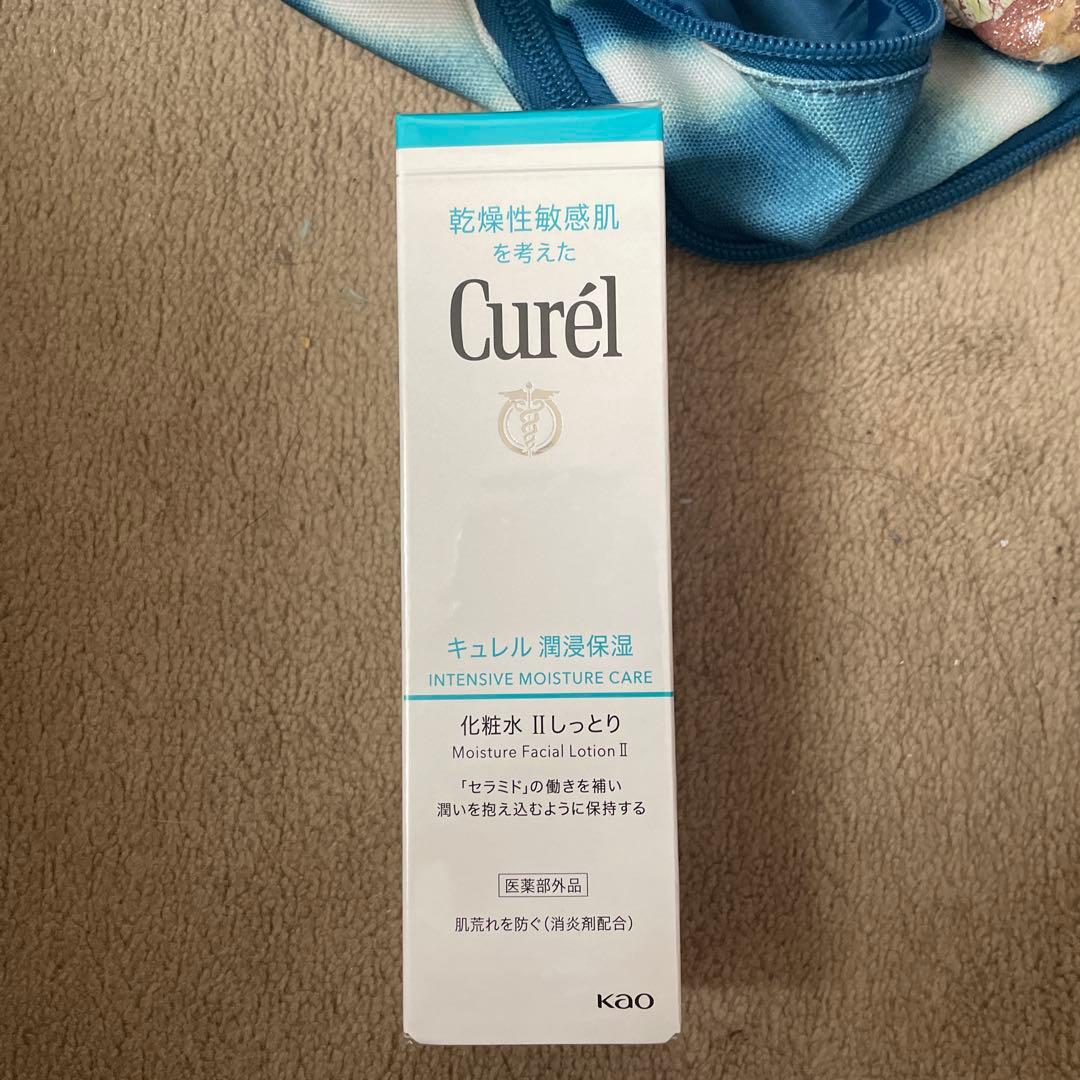 乾燥性敏感肌
を考えた
Curél
キュレル 潤浸保湿
INTENSIVE MOISTURE CARE
化粧水 IIしっとり
Moisture Facial Lotion II
「セラミド」の働きを補い
潤いを抱え込むように保持する
医薬部外品
肌荒れを防ぐ(消炎剤配合)
Kao